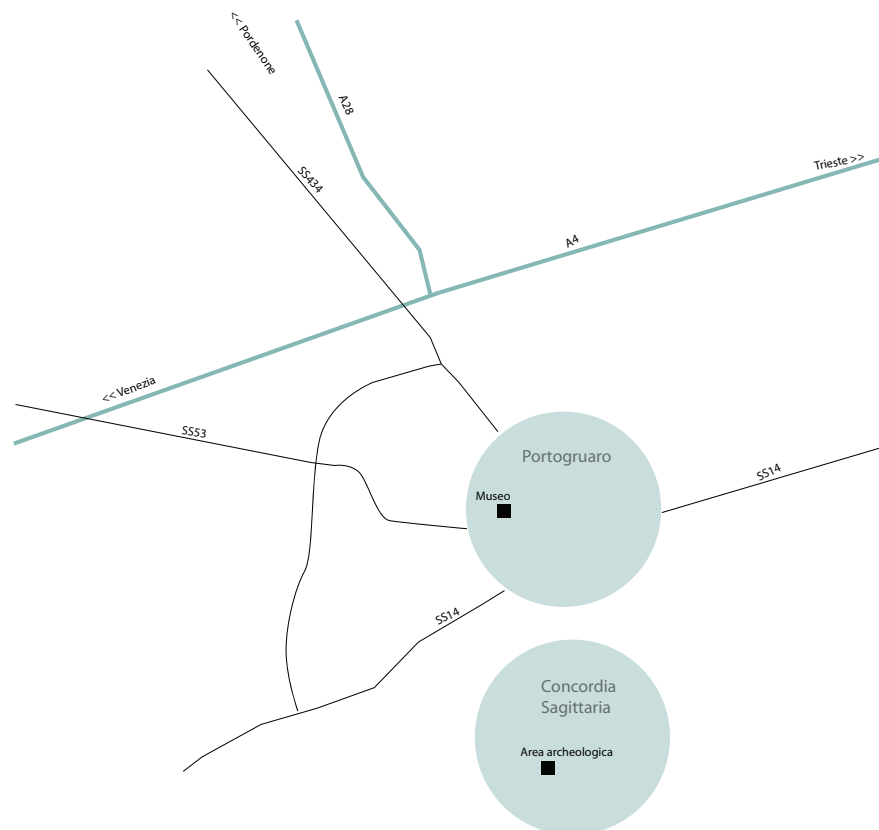 << Pordenone
A28
SS434
Trieste >>
A4
<< Venezia
SS53
Portogruaro
SS14
Museo
SS14
Concordia
Sagittaria
Area archeologica